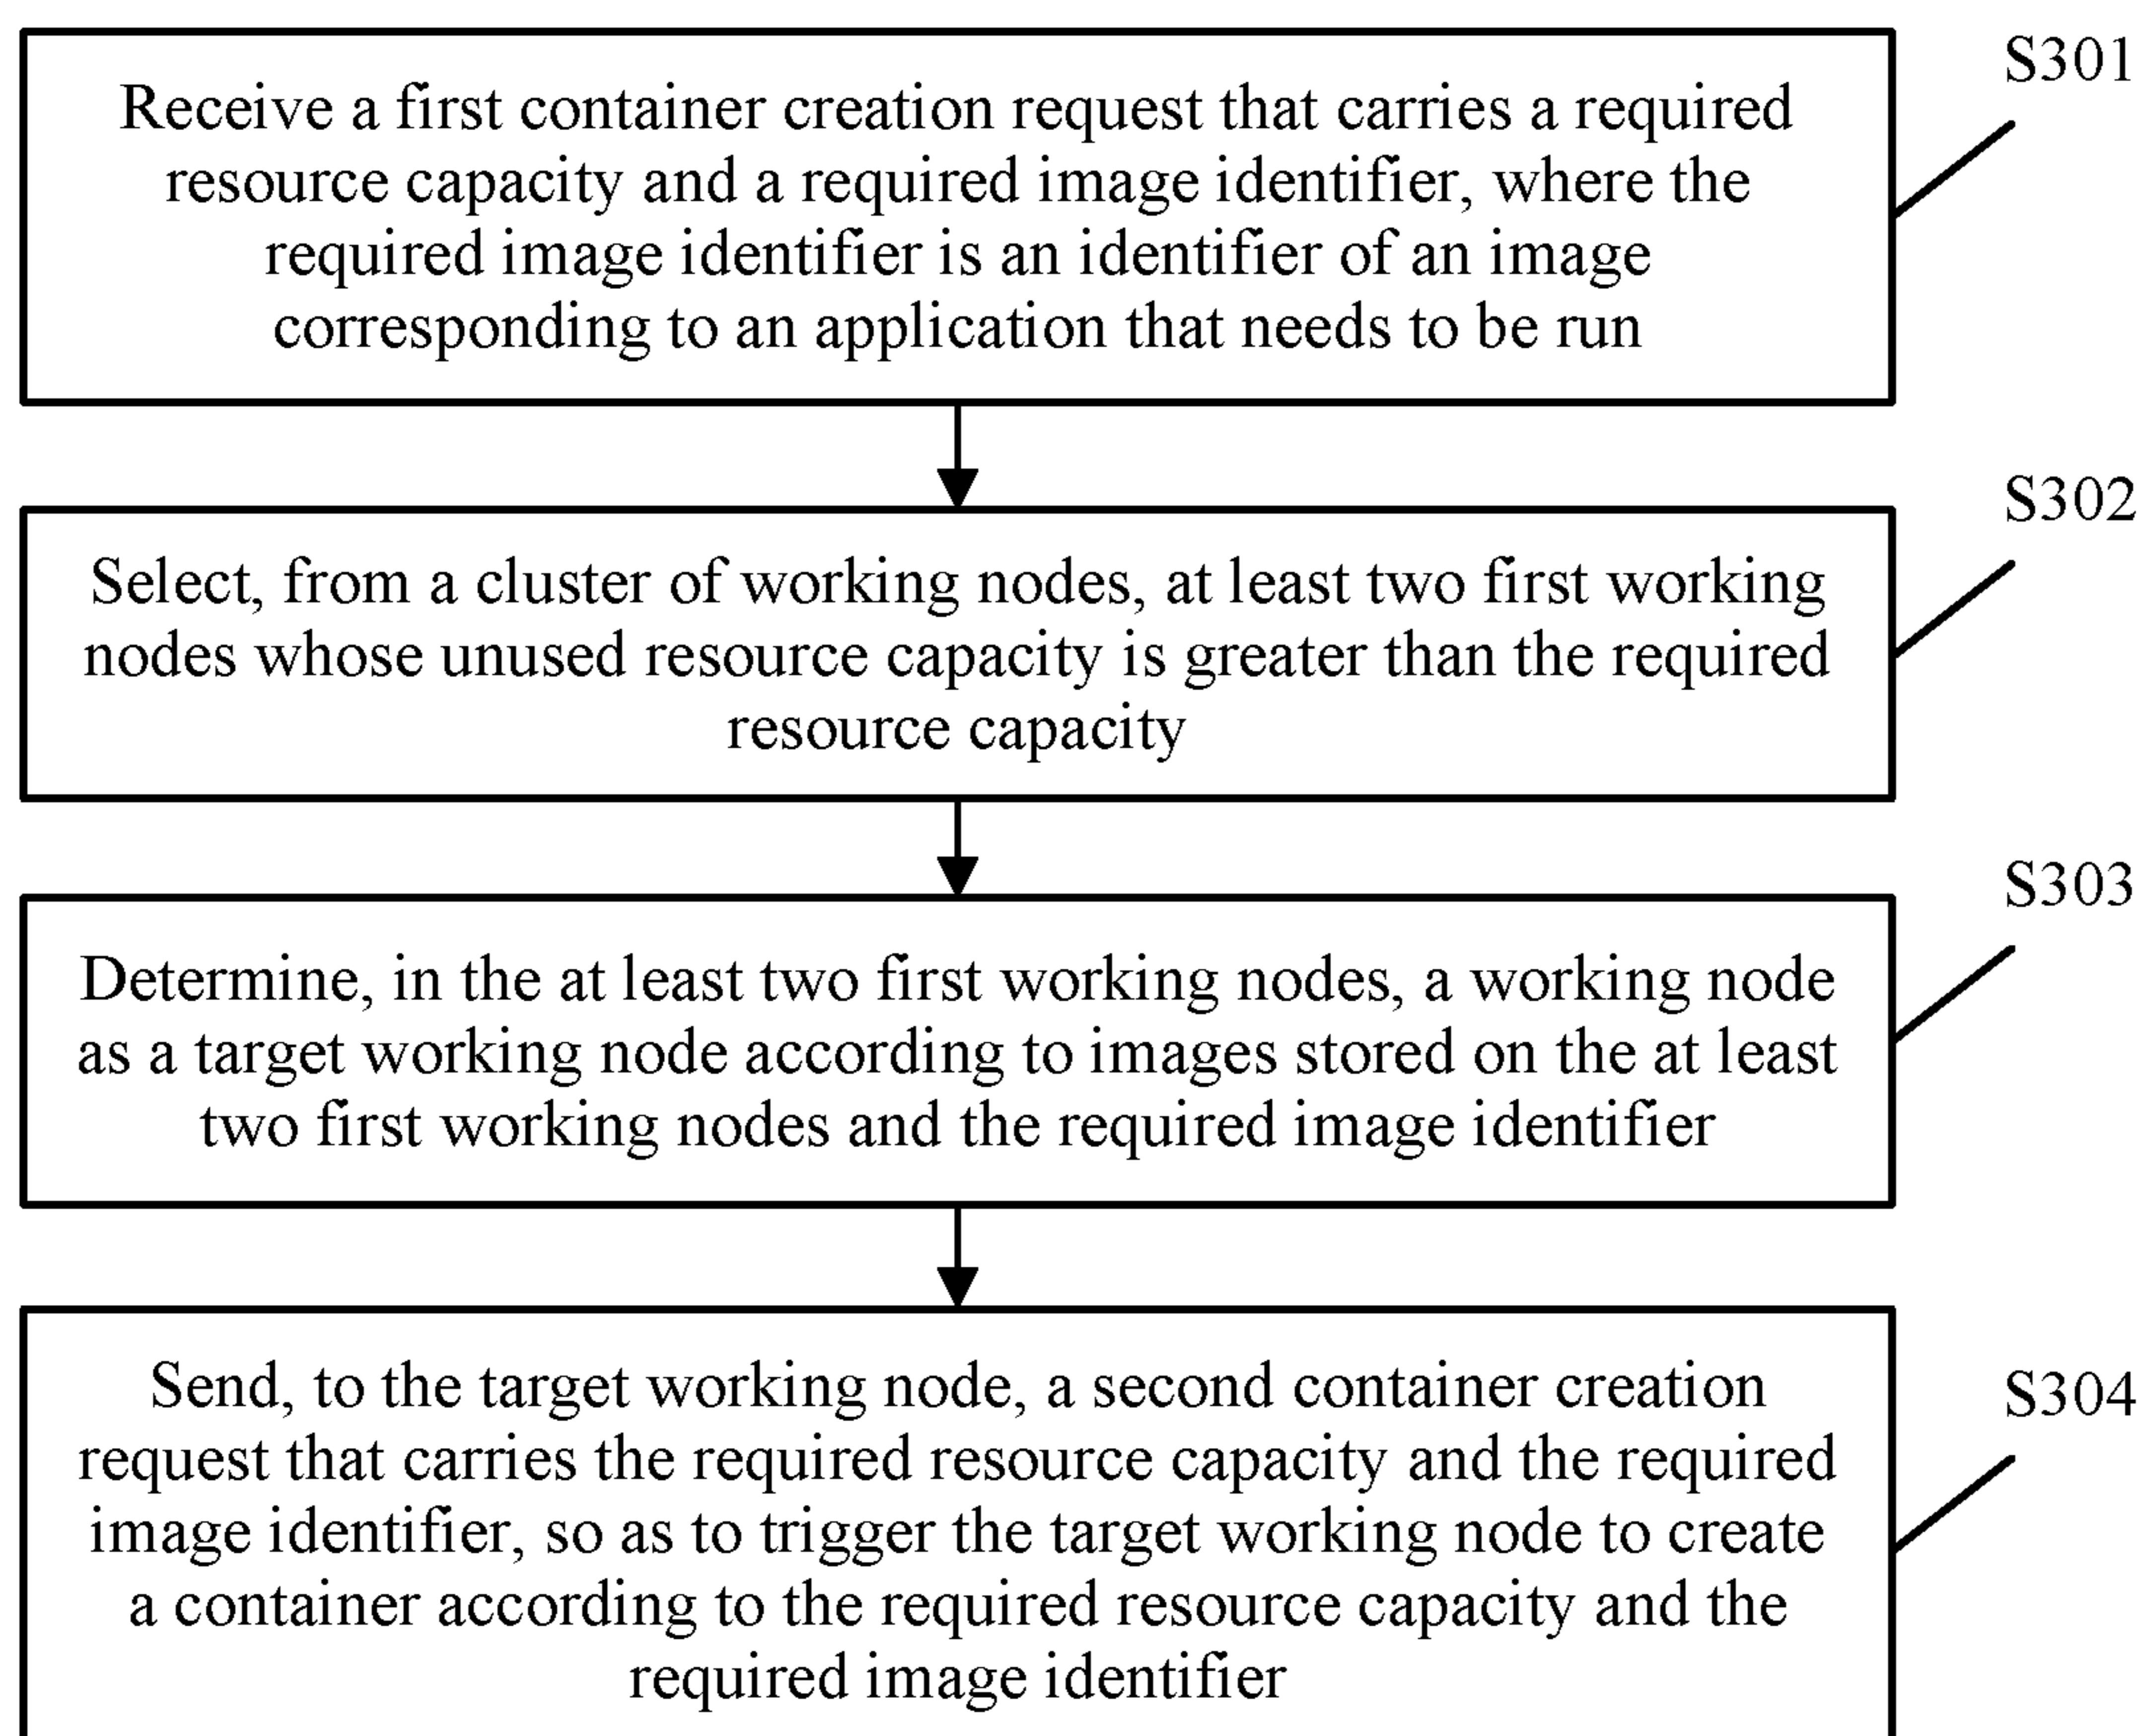 S301
Receive a first container creation request that carries a required
resource capacity and a required image identifier, where the
required image identifier is an identifier of an image
corresponding to an application that needs to be run
S302
Select, from a cluster of working nodes, at least two first working
nodes whose unused resource capacity is greater than the required
resource capacity
S303
Determine, in the at least two first working nodes, a working node
as a target working node according to images stored on the at least
two first working nodes and the required image identifier
S304
Send, to the target working node, a second container creation
request that carries the required resource capacity and the required
image identifier, so as to trigger the target working node to create
a container according to the required resource capacity and the
required image identifier